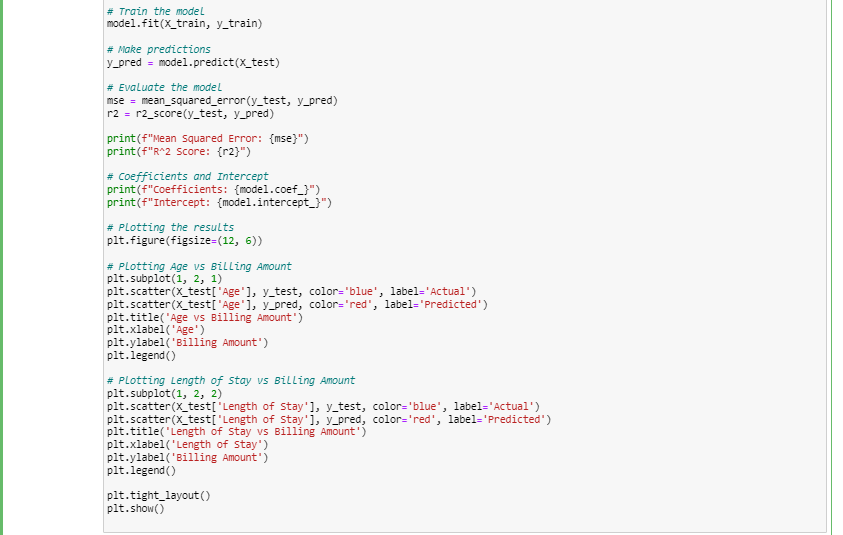 # Train the model
model.fit(X_train, y_train)
# Make predictions
y_pred = model.predict(X_test)
# Evaluate the model
mse = mean_squared_error(y_test, y_pred)
r2 = r2_score(y_test, y_pred)
print(f"Mean Squared Error: {mse}")
print(f"R^2 Score: {r2}")
# Coefficients and Intercept
print(f"Coefficients: {model.coef_}")
print(f"Intercept: {model.intercept_}")
# Plotting the results
plt.figure(figsize=(12, 6))
# Plotting Age vs Billing Amount
plt.subplot(1, 2, 1)
plt.scatter(X_test['Age'], y_test, color='blue', label='Actual')
plt.scatter(X_test['Age'], y_pred, color='red', label='Predicted')
plt.title('Age vs Billing Amount')
plt.xlabel('Age')
plt.ylabel('Billing Amount')
plt.legend()
# Plotting Length of Stay vs Billing Amount
plt.subplot(1, 2, 2)
plt.scatter(X_test['Length of Stay'], y_test, color='blue', label='Actual')
plt.scatter(X_test['Length of Stay'], y_pred, color='red', label='Predicted')
plt.title('Length of Stay vs Billing Amount')
plt.xlabel('Length of Stay')
plt.ylabel('Billing Amount')
plt.legend()
plt.tight_layout()
plt.show()